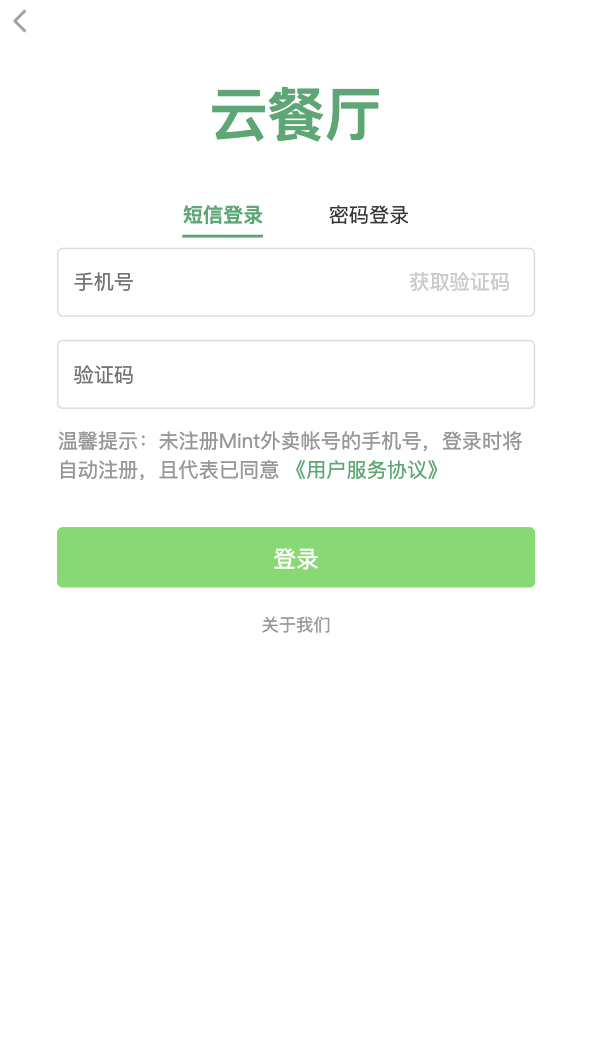 云餐厅
短信登录 密码登录
手机号 获取验证码
验证码
温馨提示：未注册Mint外卖帐号的手机号，登录时将
自动注册，且代表已同意《用户服务协议》
登录
关于我们